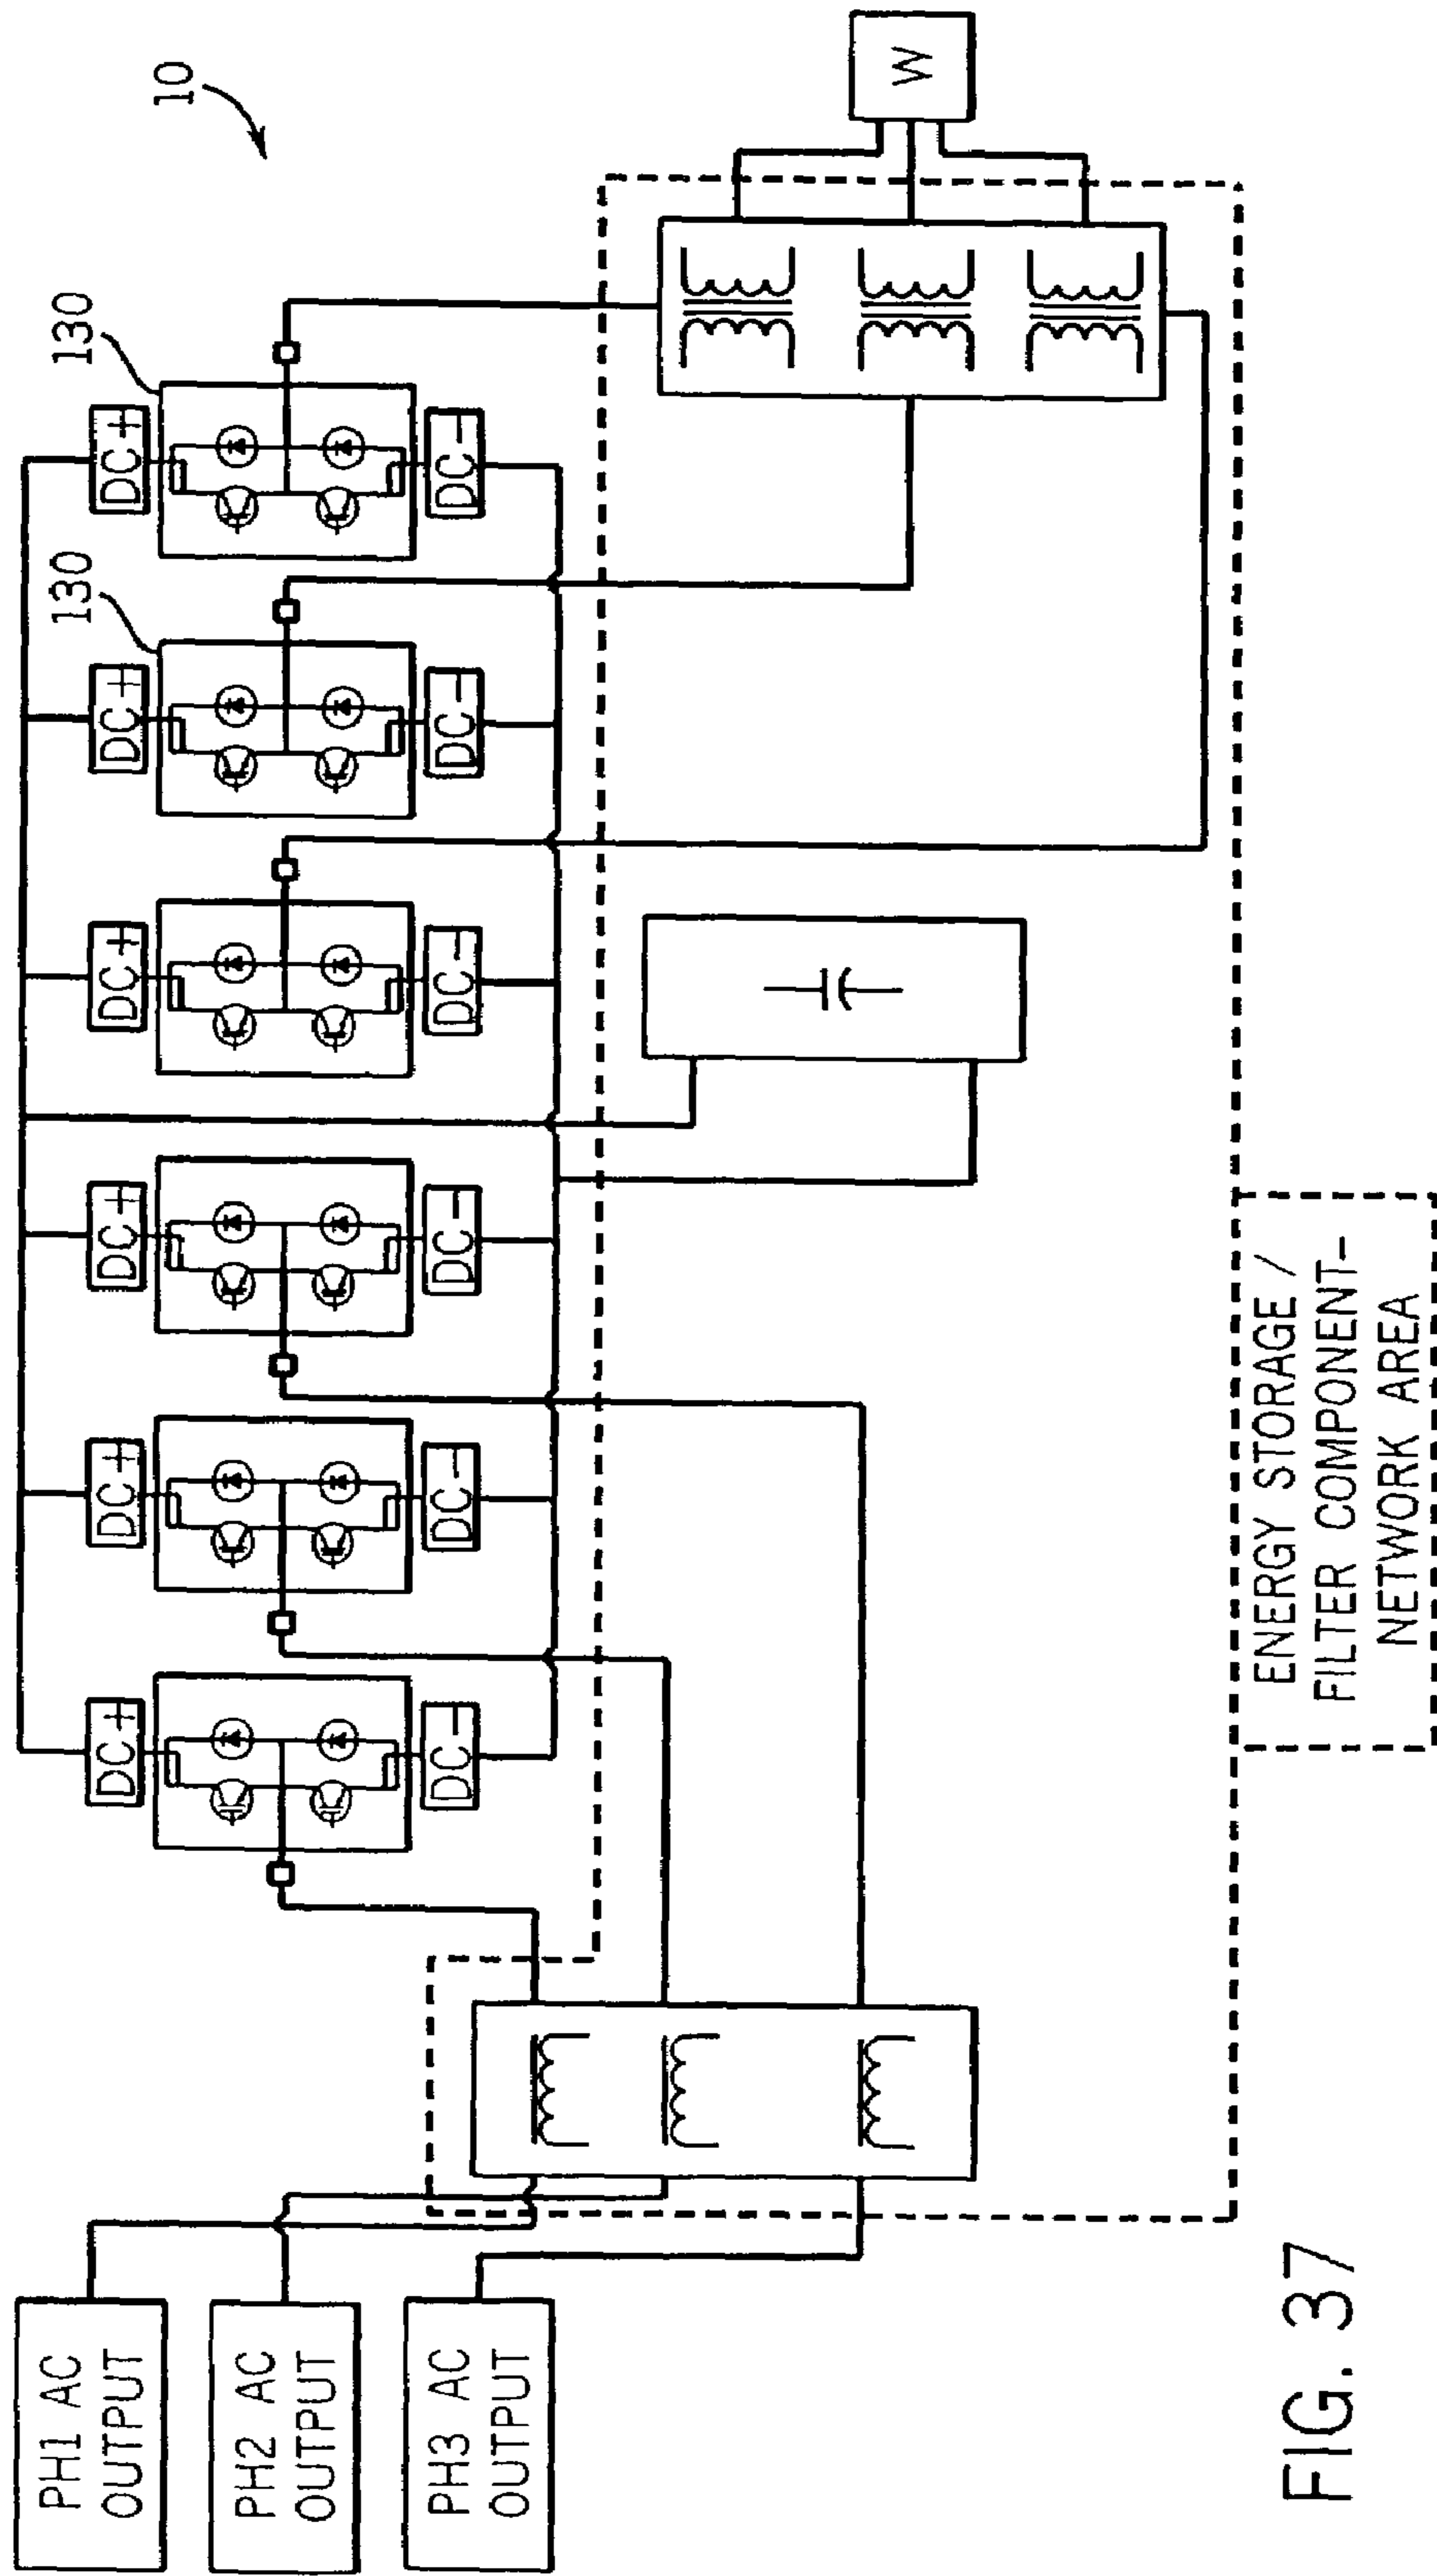 10
130
130
DC+
DC+
DC+
DC+
DC+
DC+
DC-
DC-
DC-
DC-
DC-
DC-
W
PH1 AC
OUTPUT
PH2 AC
OUTPUT
PH3 AC
OUTPUT
ENERGY STORAGE /
FILTER COMPONENT-
NETWORK AREA
FIG. 37